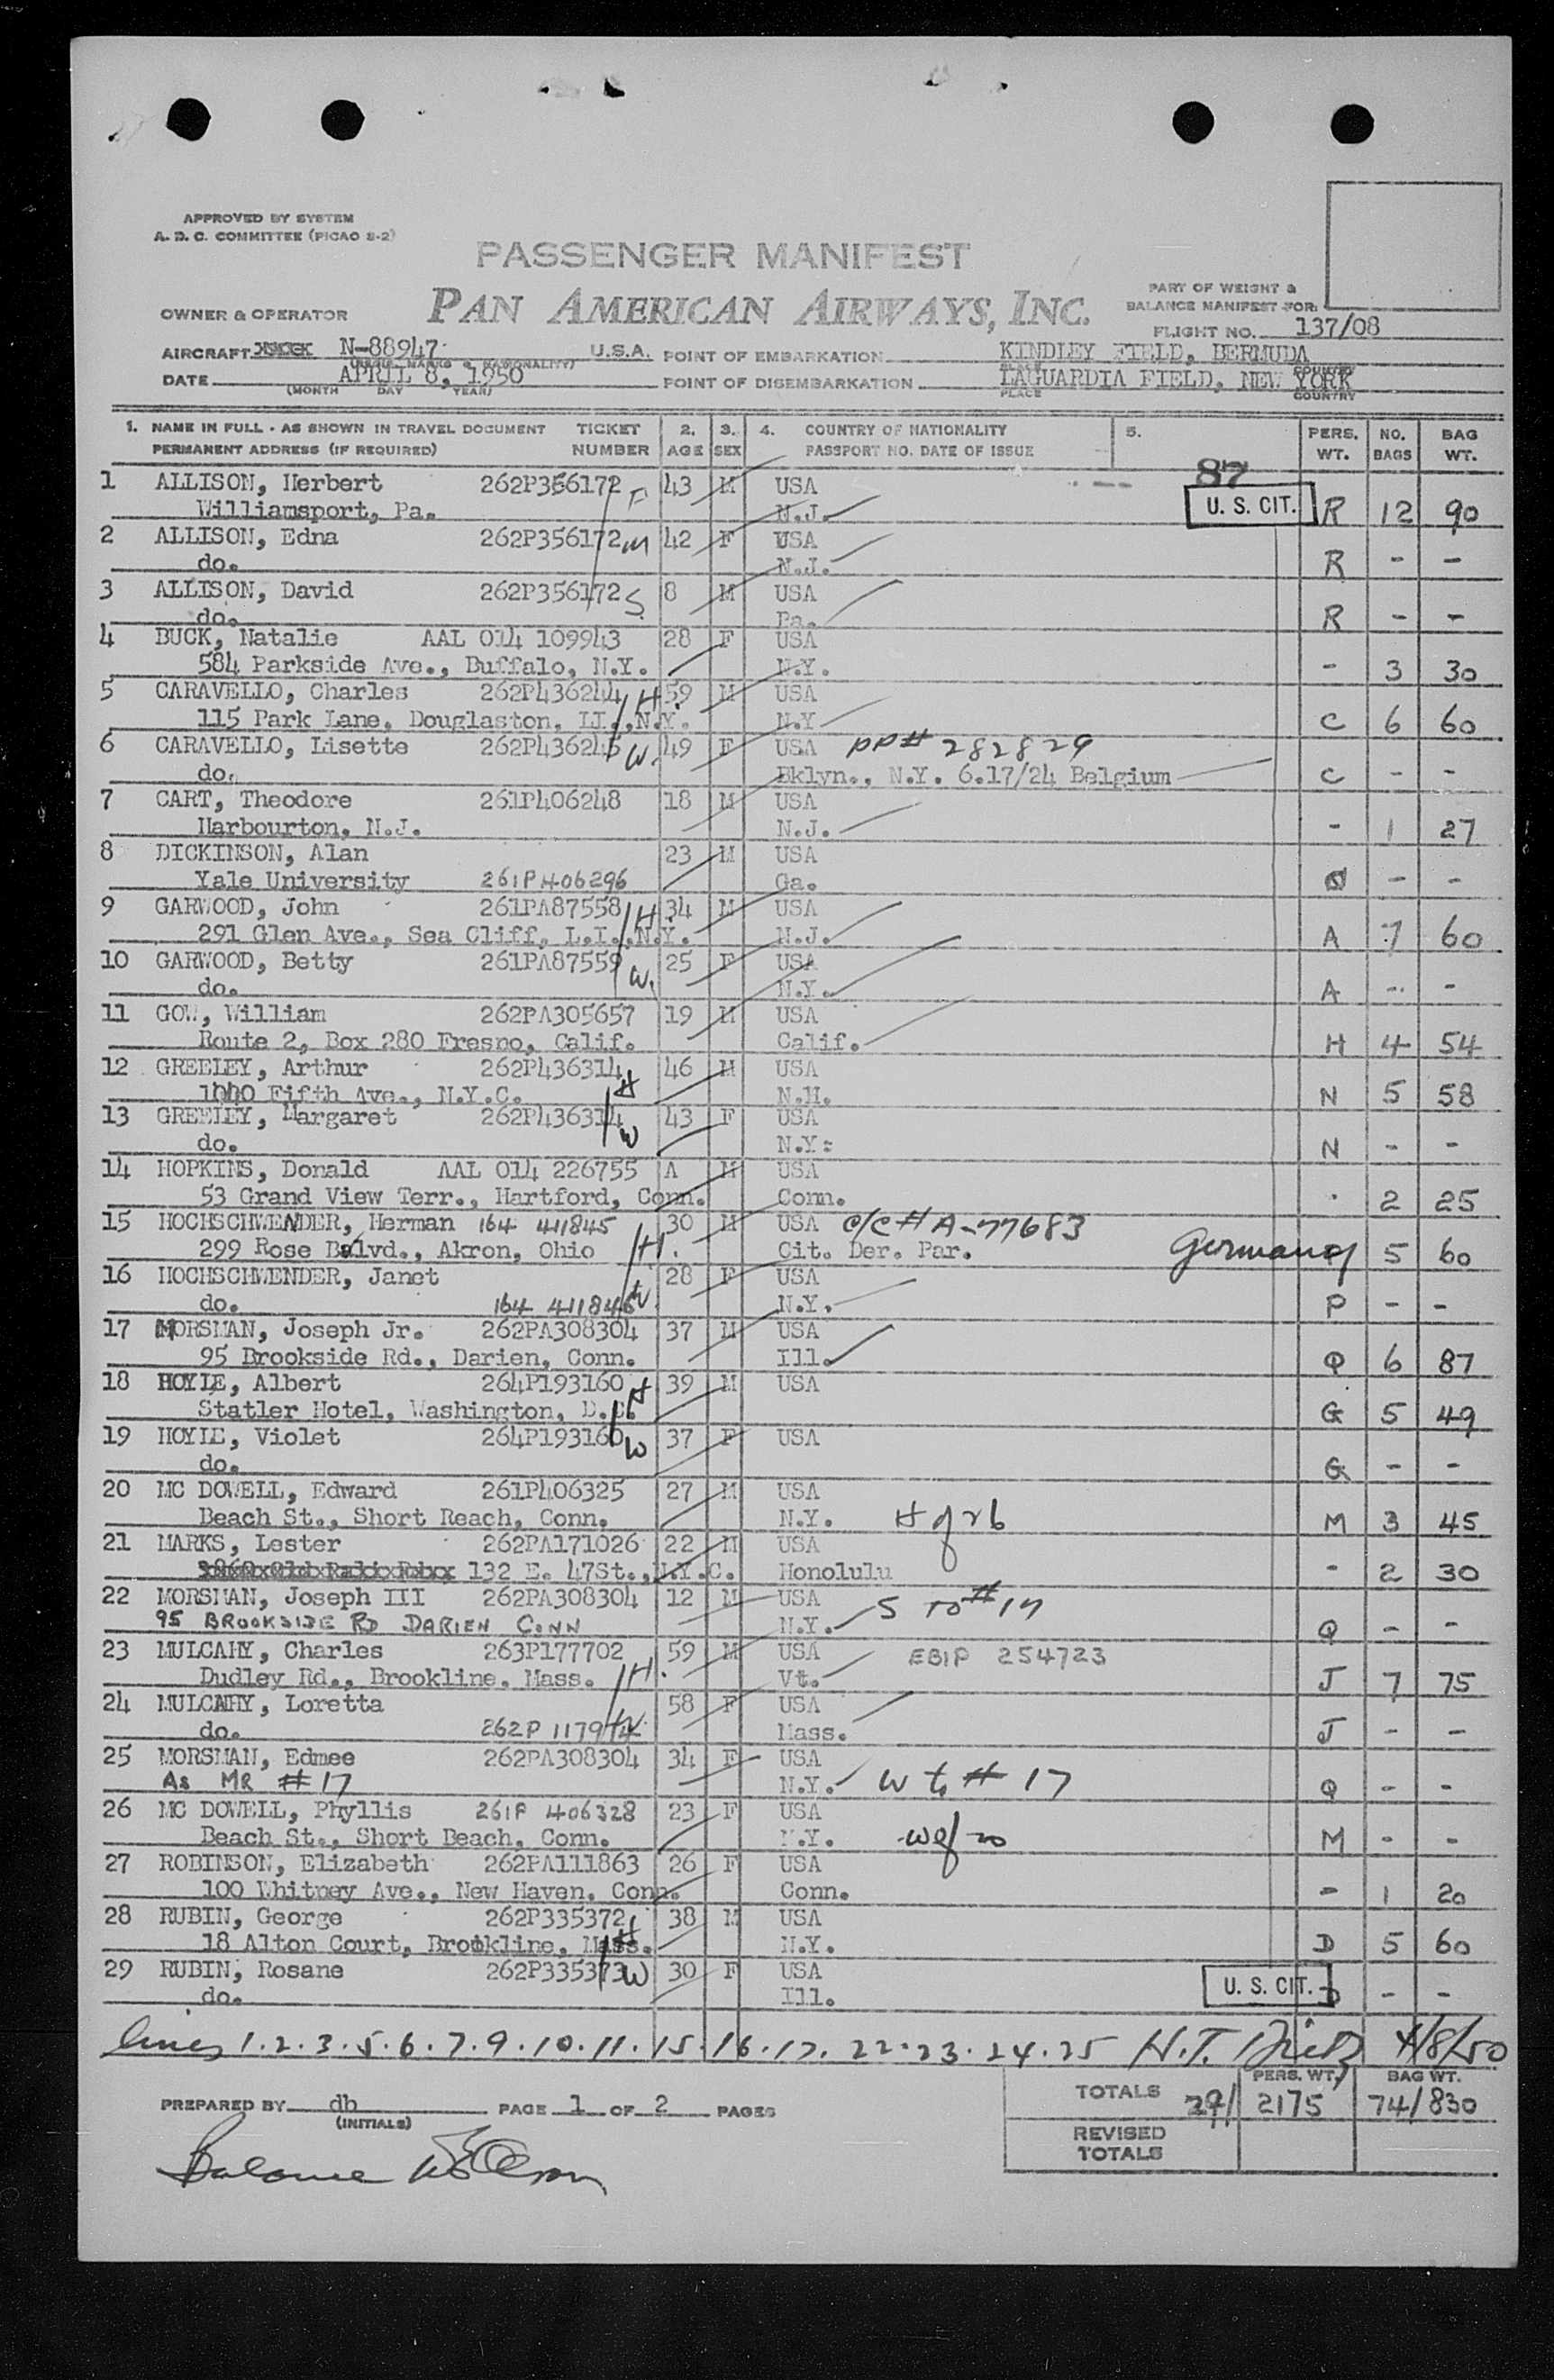 APPROVED BY SYSTEM
A. D. C. COMMITTEE (PICAO S-2)
PASSENGER MANIFEST
PAN AMERICAN AIRWAYS, INC.
PART OF WEIGHT &
BALANCE MANIFEST FOR:
OWNER & OPERATOR
FLIGHT NO. 137/08
AIRCRAFT N-88947 U.S.A. POINT OF EMBARKATION KINDLEY FIELD, BERMUDA
DATE APRIL 8, 1950 POINT OF DISEMBARKATION LAGUARDIA FIELD, NEW YORK
(MONTH DAY YEAR) PLACE COUNTRY
1. NAME IN FULL - AS SHOWN IN TRAVEL DOCUMENT TICKET 2. 3. 4. COUNTRY OF NATIONALITY 5. PERS. NO. BAG
PERMANENT ADDRESS (IF REQUIRED) NUMBER AGE SEX PASSPORT NO. DATE OF ISSUE WT. BAGS WT.
87
1 ALLISON, Herbert 262P356172 F 43 M USA
Williamsport, Pa. N.J. U. S. CIT. R 12 90
2 ALLISON, Edna 262P356172 M 42 F USA
do. N.J. R - -
3 ALLISON, David 262P356172 S 8 M USA
do. Pa. R - -
4 BUCK, Natalie AAL 014 109943 28 F USA
584 Parkside Ave., Buffalo, N.Y. N.Y. - 3 30
5 CARAVELLO, Charles 262P436244 H. 59 M USA
115 Park Lane, Douglaston, LI., N.Y. N.Y C 6 60
6 CARAVELLO, Lisette 262P436245 W. 49 F USA PP# 282829
do. Bklyn., N.Y. 6.17/24 Belgium C - -
7 CART, Theodore 261P406248 18 M USA
Harbourton, N.J. N.J. - 1 27
8 DICKINSON, Alan 23 M USA
Yale University 261P406296 Ga. - -
9 GARWOOD, John 261PA87558 H. 34 M USA
291 Glen Ave., Sea Cliff, L.I., N.Y. N.J. A 7 60
10 GARWOOD, Betty 261PA87559 W. 25 F USA
do. N.Y. A - -
11 GOW, William 262PA305657 19 M USA
Route 2, Box 280 Fresno, Calif. Calif. H 4 54
12 GREELEY, Arthur 262P436314 H 46 M USA
Fifth Ave., N.Y.C. N.H. N 5 58
13 GREELEY, Margaret 262P436314 W 43 F USA
do. N.Y: N - -
14 HOPKINS, Donald AAL 014 226755 A M USA
53 Grand View Terr., Hartford, Conn. Conn. - 2 25
15 HOCHSCHWENDER, Herman 164 411845 30 M USA C/C # A-77683
299 Rose Blvd., Akron, Ohio H. Cit. Der. Par. Germany 5 60
16 HOCHSCHWENDER, Janet 28 F USA
do. 164 411846 W. N.Y. P - -
17 MORSMAN, Joseph Jr. 262PA308304 37 M USA
95 Brookside Rd., Darien, Conn. Ill. Q 6 87
18 HOYLE, Albert 264P193160 H 39 M USA
Statler Hotel, Washington, D.C. G 5 49
19 HOYLE, Violet 264P193160 W 37 F USA
do. G - -
20 MC DOWELL, Edward 261P406325 27 M USA
Beach St., Short Reach, Conn. N.Y. H of 26 M 3 45
21 MARKS, Lester 262PA171026 22 M USA
132 E. 47St., N.Y.C. Honolulu - 2 30
22 MORSMAN, Joseph III 262PA308304 12 M USA
95 BROOKSIDE RD DARIEN CONN N.Y. S to #17 Q - -
23 MULCAHY, Charles 263P177702 59 M USA EBIP 254723
Dudley Rd., Brookline, Mass. H. Vt. J 7 75
24 MULCAHY, Loretta 58 F USA
do. Mass. J - -
25 MORSMAN, Edmee 262PA308304 34 F USA
As MR #17 N.Y. W to # 17 Q - -
26 MC DOWELL, Phyllis 261P 406328 23 F USA
Beach St., Short Beach, Conn. N.Y. W of 20 M - -
27 ROBINSON, Elizabeth 262PA111863 26 F USA
100 Whitney Ave., New Haven, Conn. Conn. - 1 20
28 RUBIN, George 262P335372 H 38 M USA
18 Alton Court, Brookline, Mass. N.Y. D 5 60
29 RUBIN, Rosane 262P335373 W 30 F USA
do. Ill. U. S. CIT. D - -
lines 1.2.3.5.6.7.9.10.11.15.16.17.22.23.24.25 H.T. 4/8/50
PERS. WT. BAG WT.
TOTALS 29/ 2175 74/830
PREPARED BY db PAGE 1 OF 2 PAGES
(INITIALS)
REVISED
TOTALS